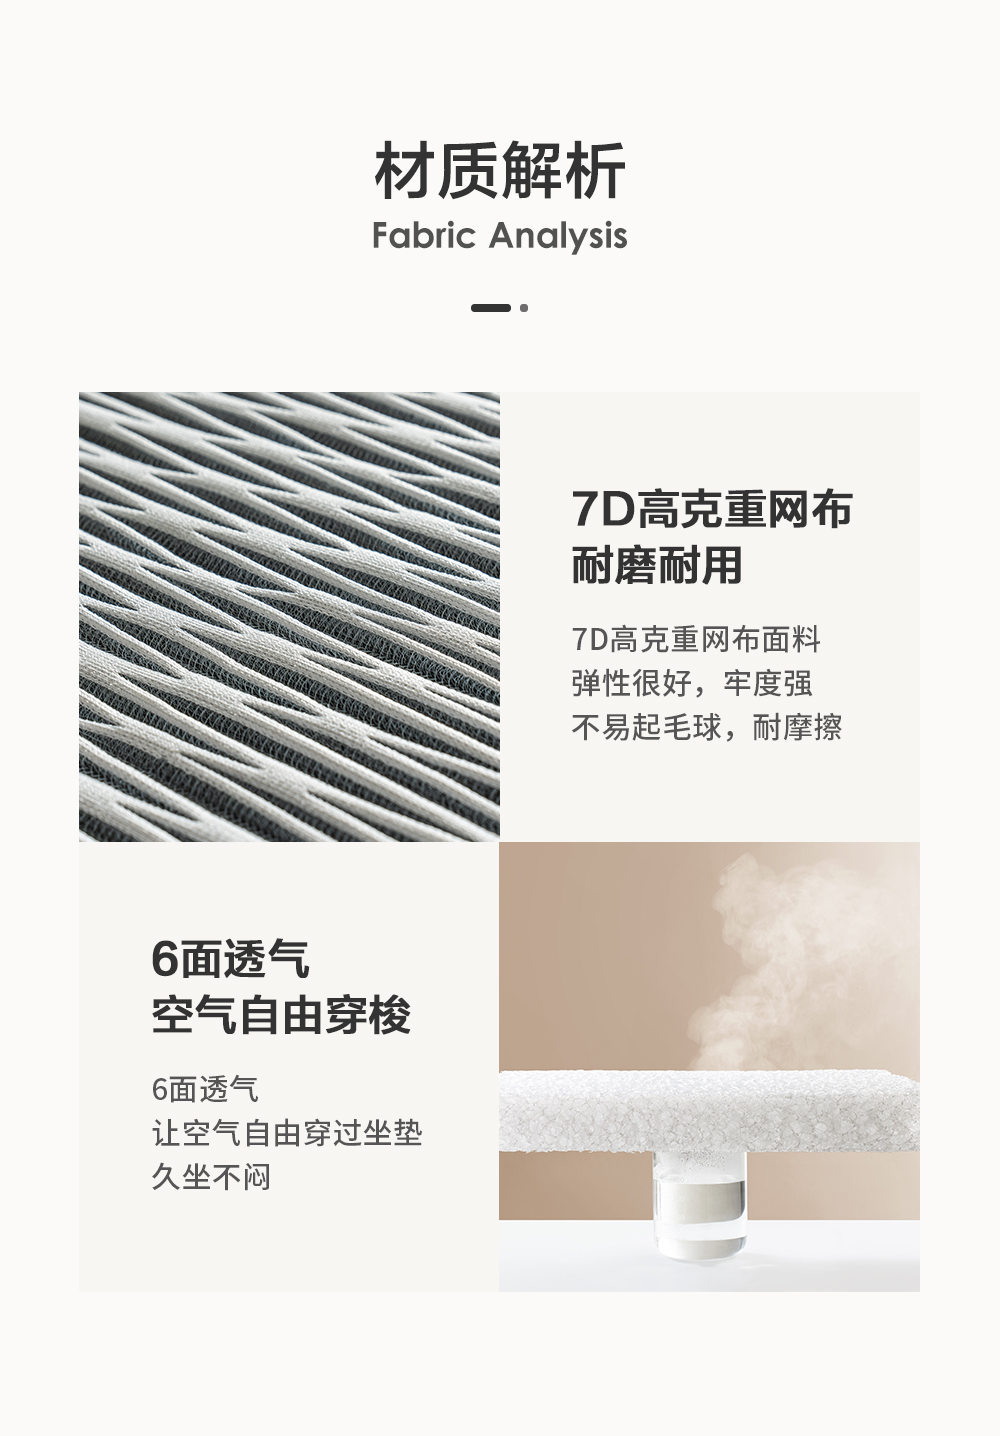 材质解析
Fabric Analysis
7D高克重网布
耐磨耐用
7D高克重网布面料
弹性很好，牢度强
不易起毛球，耐摩擦
6面透气
空气自由穿梭
6面透气
让空气自由穿过坐垫
久坐不闷